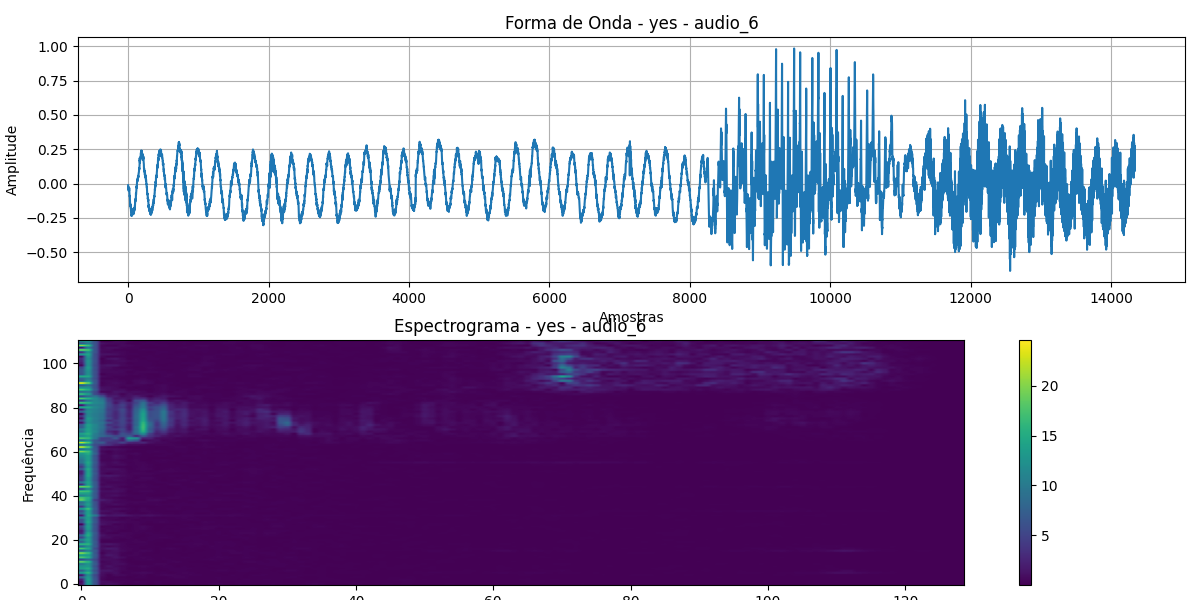 Forma de Onda - yes - audio_6
1.00
0.75
0.50
0.25
0.00
−0.25
−0.50
Amplitude
0 2000 4000 6000 8000 10000 12000 14000
Amostras
Espectrograma - yes - audio_6
100
80
60
40
20
0
Frequência
20
15
10
5
0 20 40 60 80 100 120